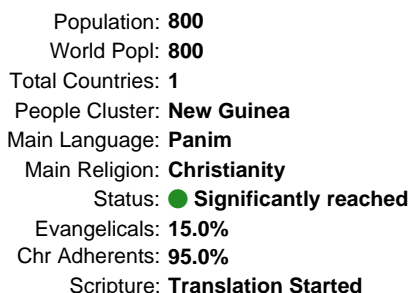 Population: 800
World Popl: 800
Total Countries: 1
People Cluster: New Guinea
Main Language: Panim
Main Religion: Christianity
Status: Significantly reached
Evangelicals: 15.0%
Chr Adherents: 95.0%
Scripture: Translation Started